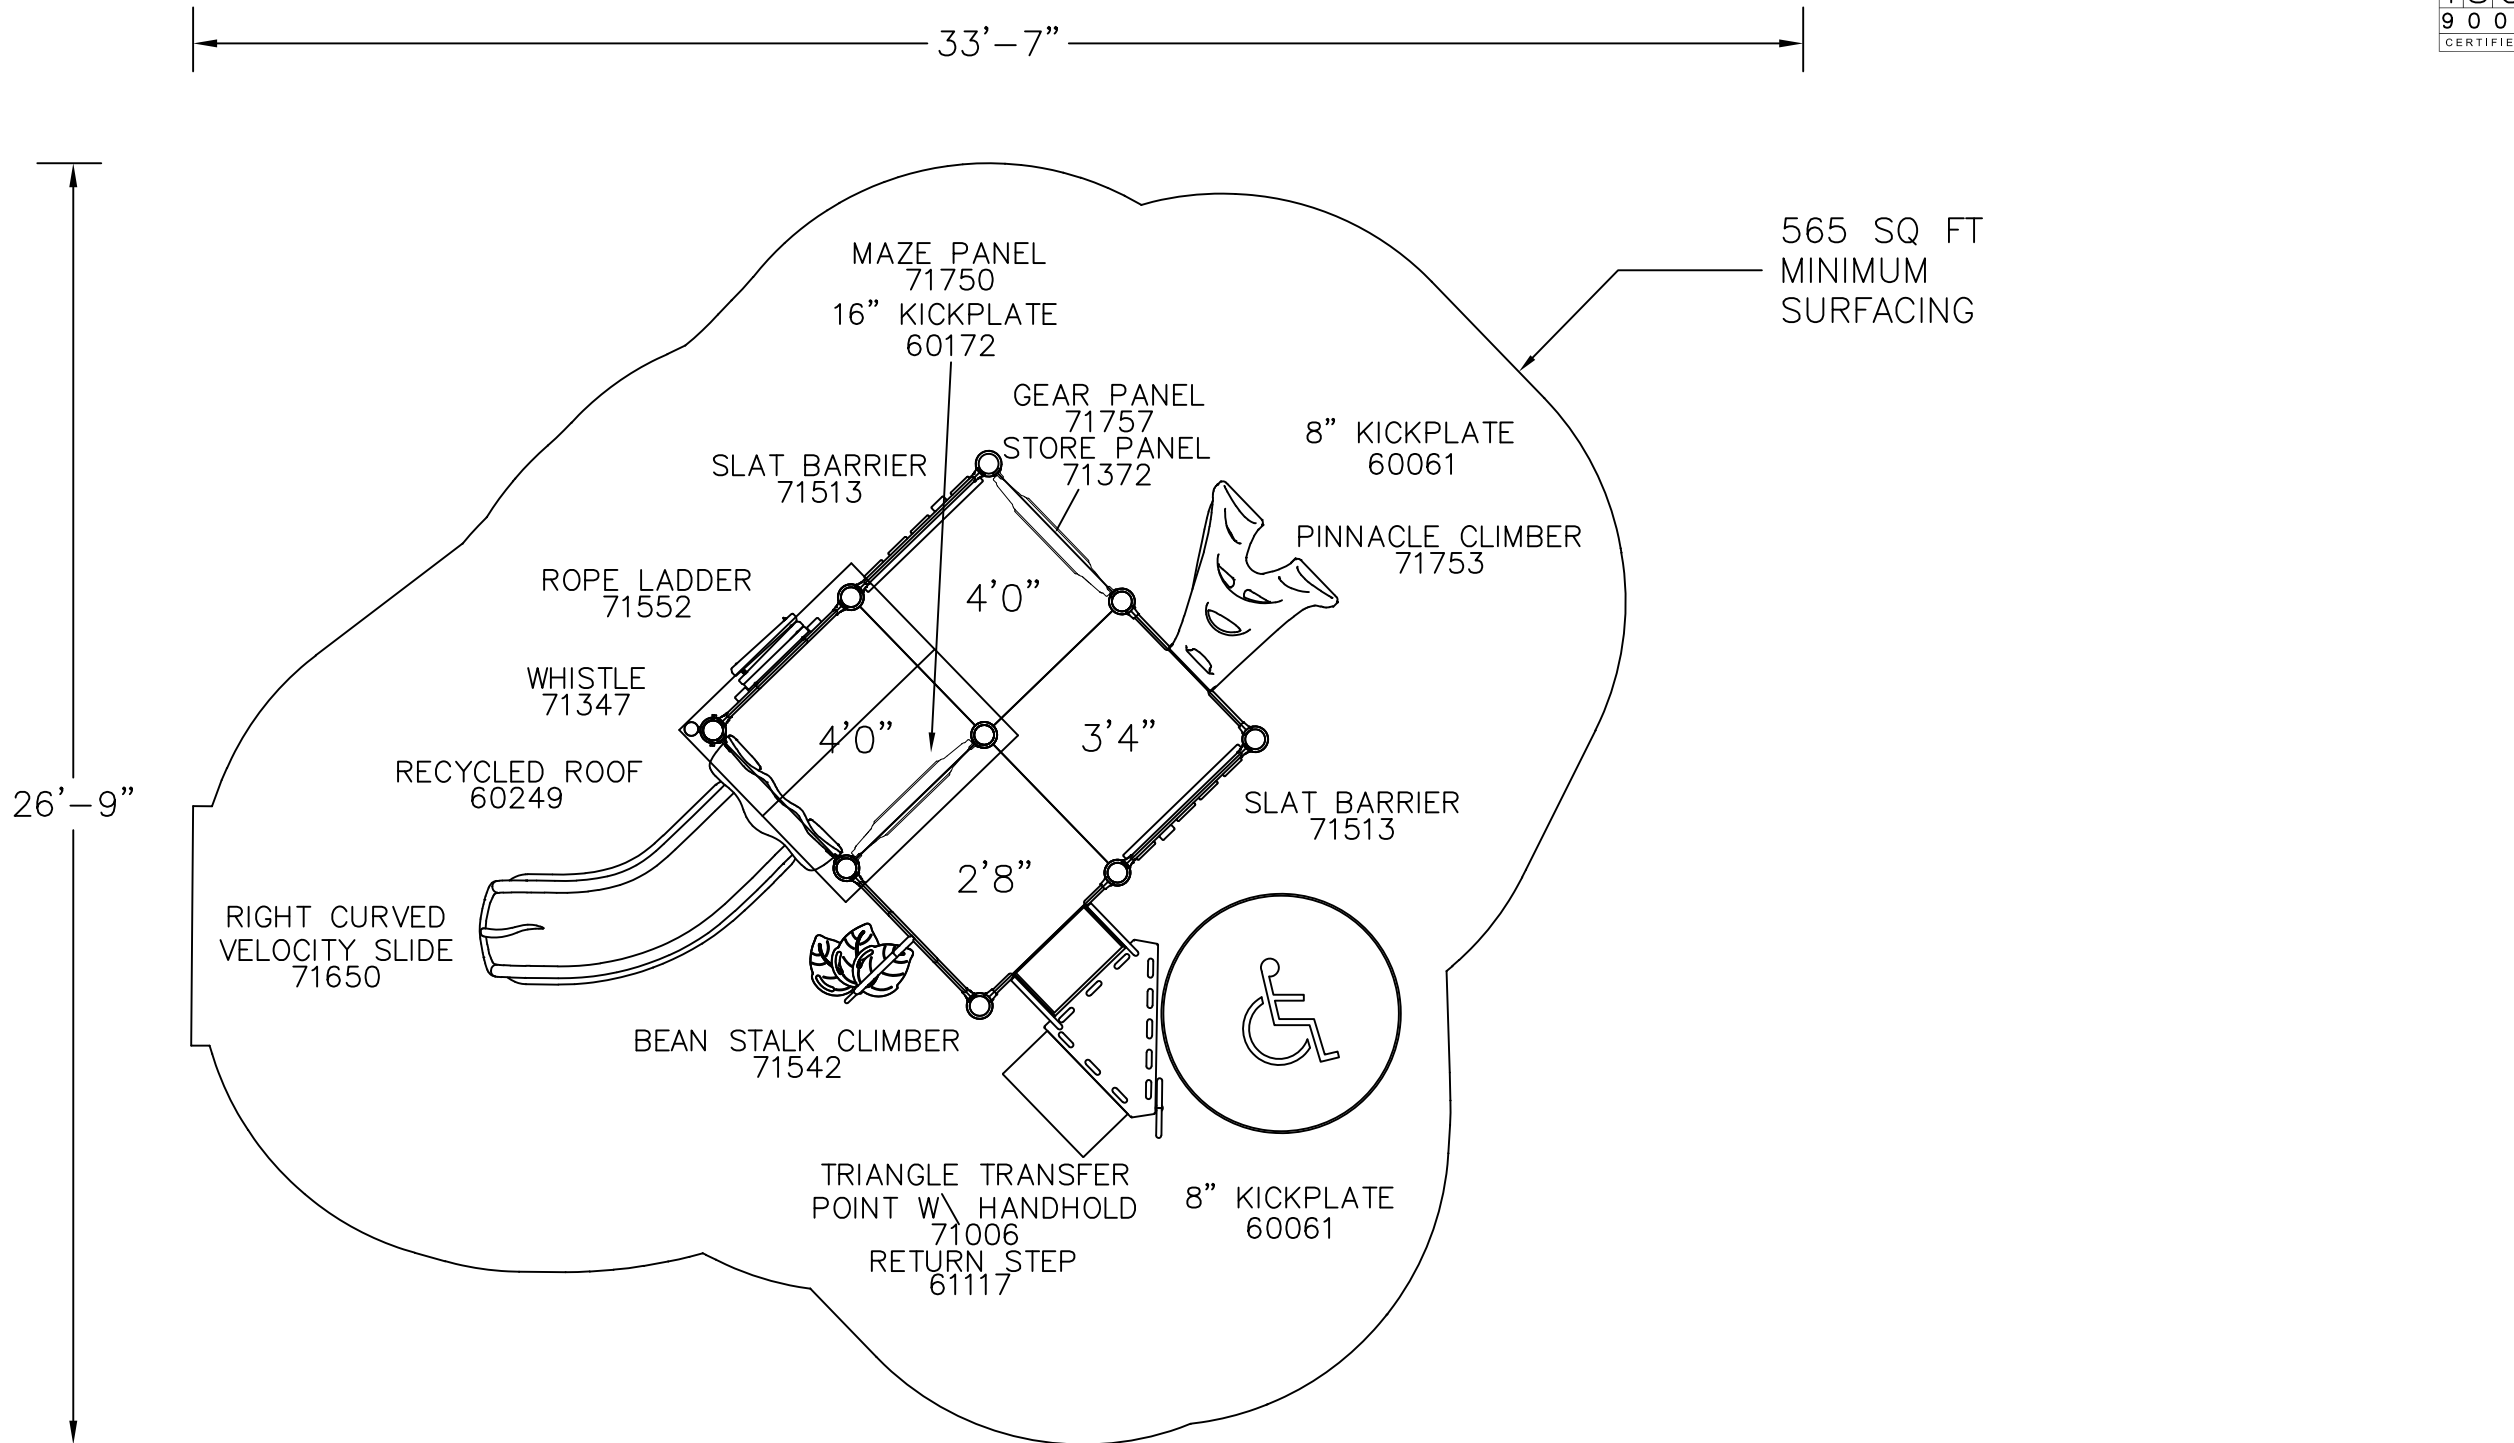 33'-7"
900
CERTIFIE
565 SQ FT
MINIMUM
SURFACING
MAZE PANEL
71750
16" KICKPLATE
60172
GEAR PANEL
71757
STORE PANEL
71372
8" KICKPLATE
60061
SLAT BARRIER
71513
PINNACLE CLIMBER
71753
ROPE LADDER
71552
4'0"
WHISTLE
71347
4'0"
3'4"
RECYCLED ROOF
60249
26'-9"
SLAT BARRIER
71513
2'8"
RIGHT CURVED
VELOCITY SLIDE
71650
BEAN STALK CLIMBER
71542
TRIANGLE TRANSFER
POINT W\ HANDHOLD
71006
RETURN STEP
61117
8" KICKPLATE
60061